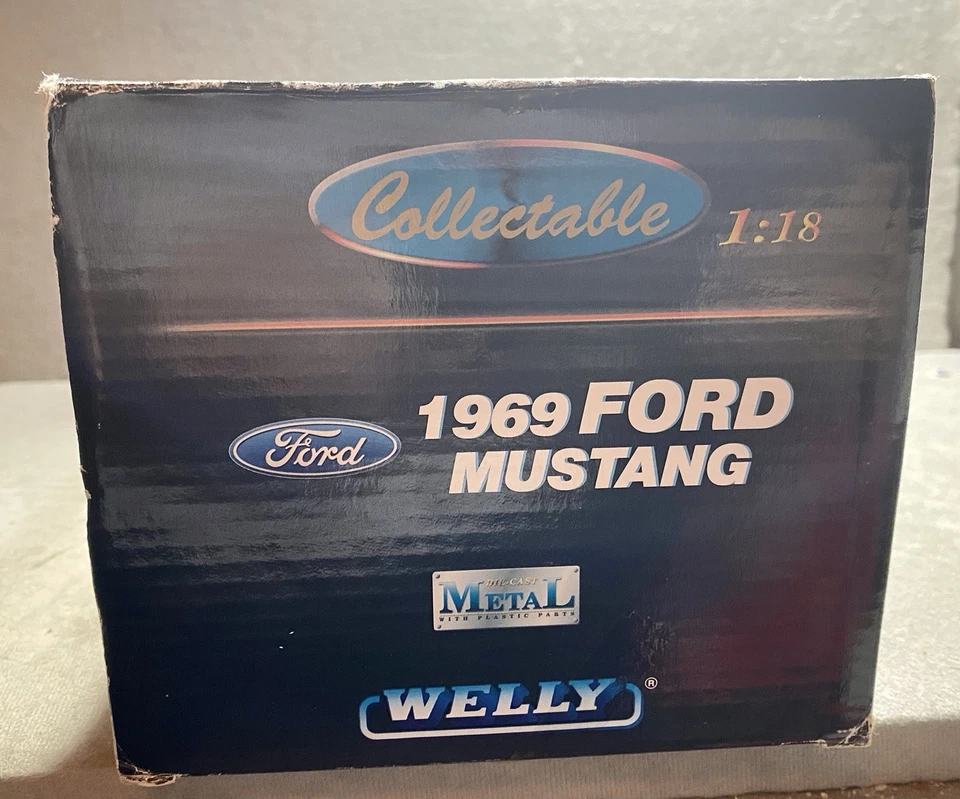 Collectable 1:18
Ford
1969 FORD
MUSTANG
DIE-CAST
METAL
WITH PLASTIC PARTS
WELLY ®